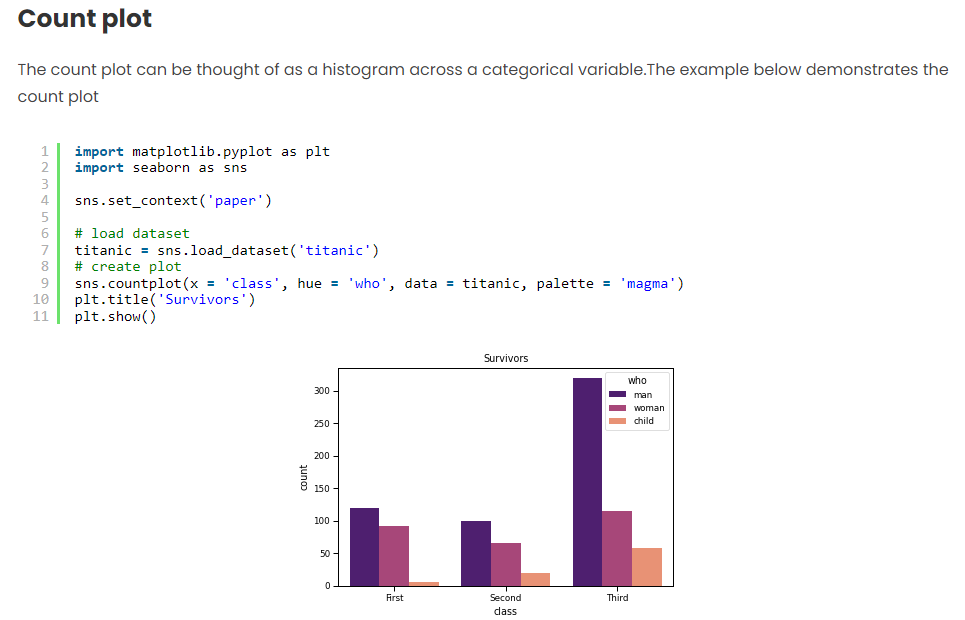 Count plot
The count plot can be thought of as a histogram across a categorical variable.The example below demonstrates the
count plot
1 import matplotlib.pyplot as plt
2 import seaborn as sns
3
4 sns.set_context('paper')
5
6 # load dataset
7 titanic = sns.load_dataset('titanic')
8 # create plot
9 sns.countplot(x = 'class', hue = 'who', data = titanic, palette = 'magma')
10 plt.title('Survivors')
11 plt.show()
Survivors
who
man
woman
child
300
250
200
150
100
50
0
count
First Second Third
class